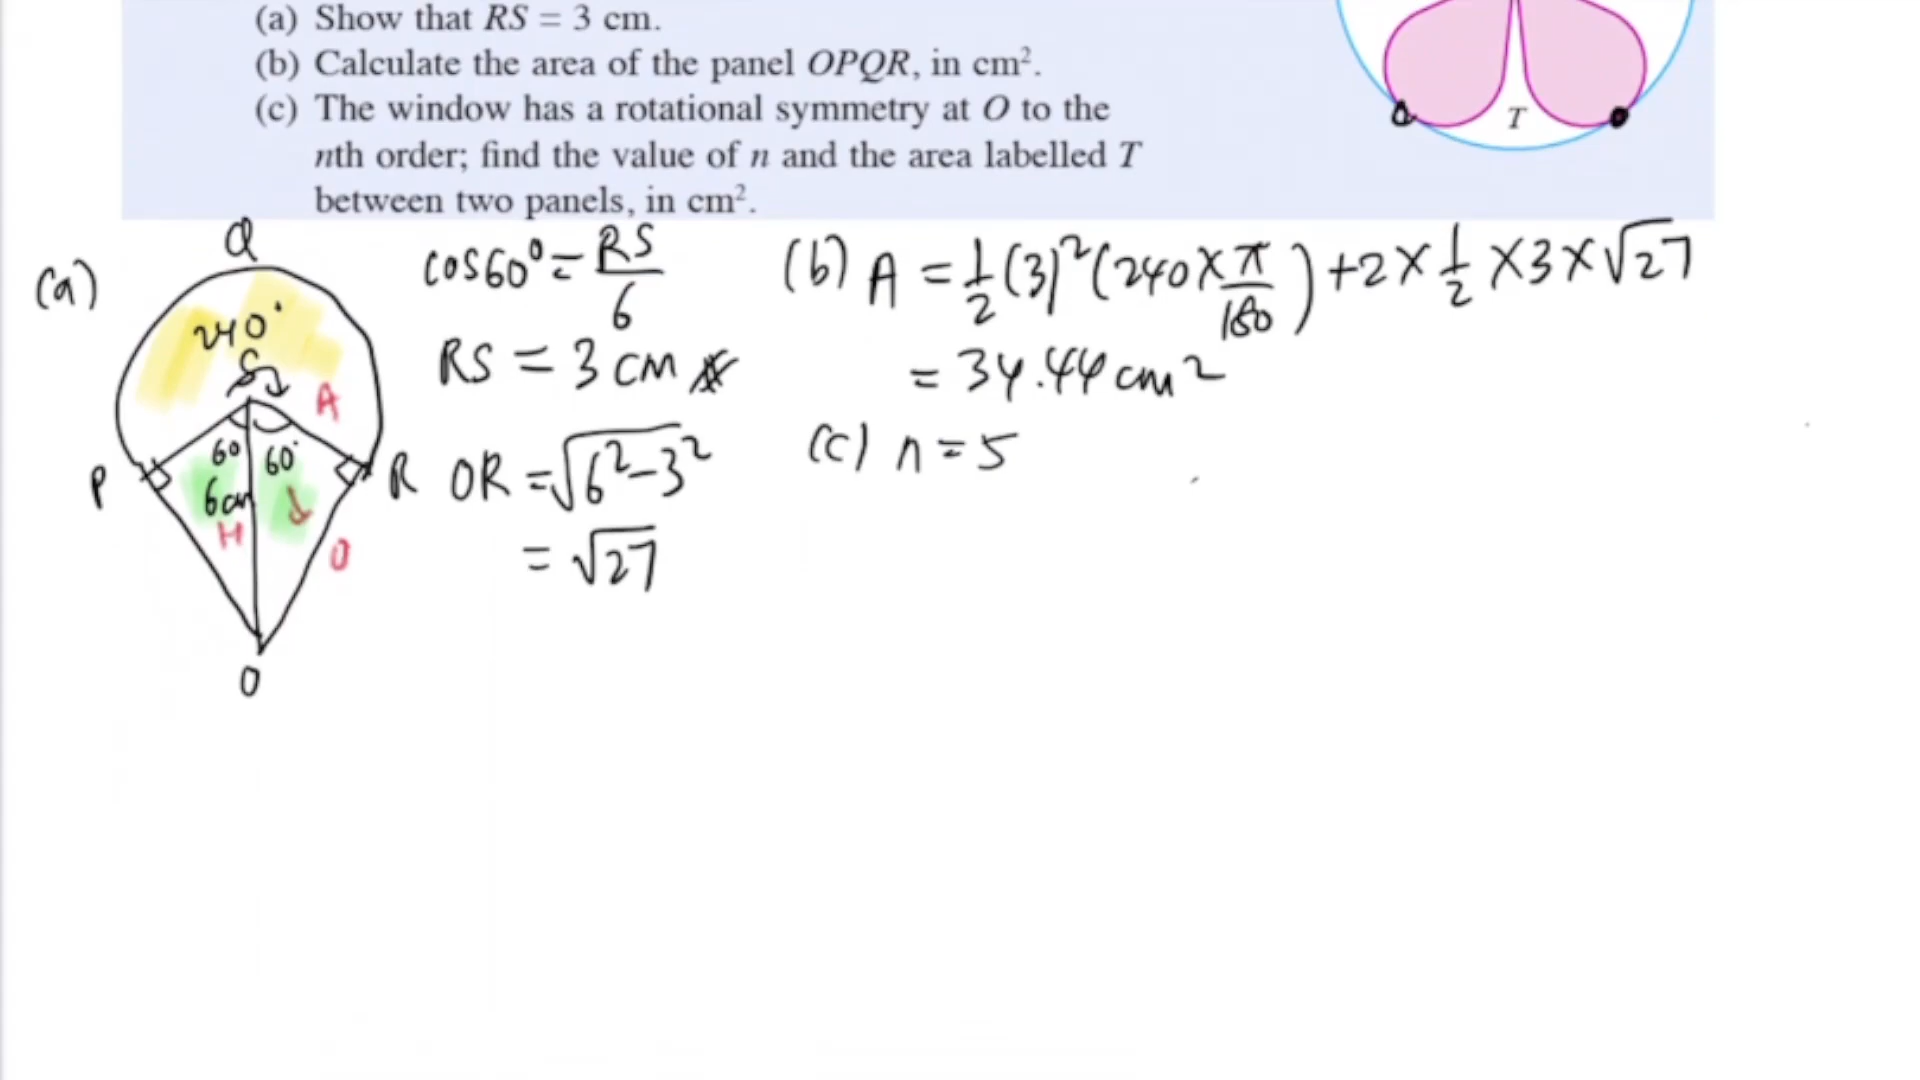 (a) Show that RS = 3 cm.
(b) Calculate the area of the panel OPQR, in cm².
(c) The window has a rotational symmetry at O to the
nth order; find the value of n and the area labelled T
between two panels, in cm².
T
(a)
Q
240°
S
A
60 60°
P
R
6cm
H
O
O
cos60° = RS/6
RS = 3 cm
OR = √6²-3²
= √27
(b) A = 1/2 (3)² (240 × π/180) + 2 × 1/2 × 3 × √27
= 34.44 cm²
(c) n = 5